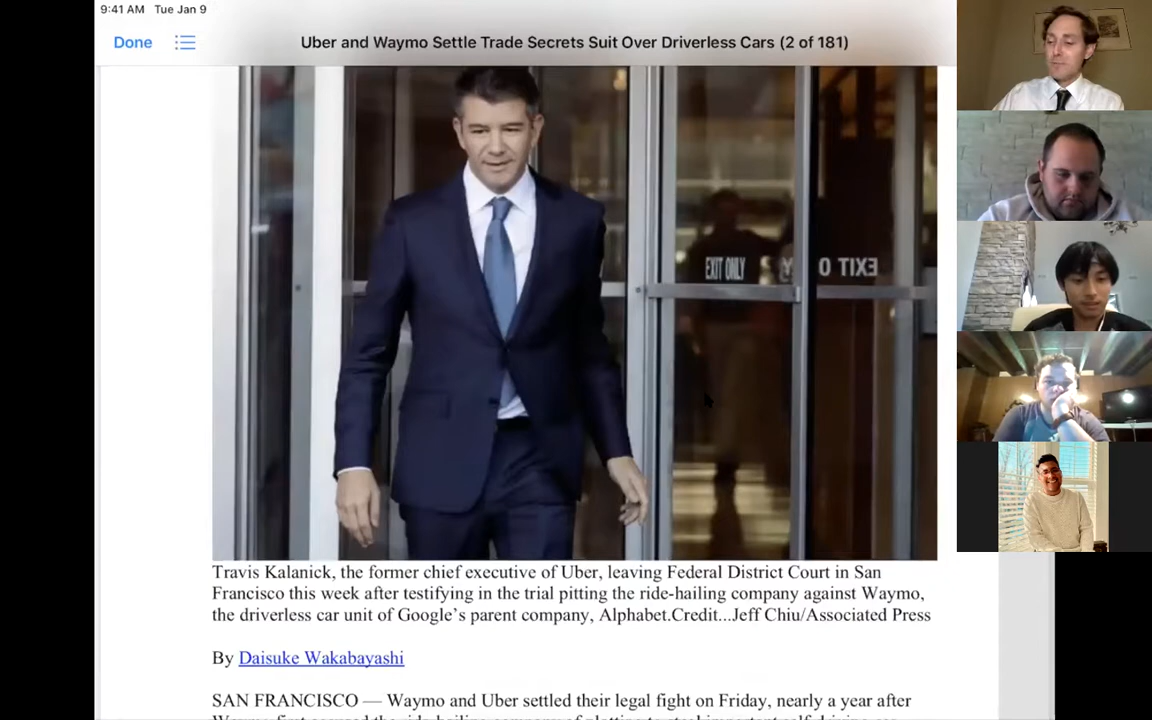 9:41 AM Tue Jan 9
Done
Uber and Waymo Settle Trade Secrets Suit Over Driverless Cars (2 of 181)
EXIT ONLY
Travis Kalanick, the former chief executive of Uber, leaving Federal District Court in San
Francisco this week after testifying in the trial pitting the ride-hailing company against Waymo,
the driverless car unit of Google's parent company, Alphabet.Credit...Jeff Chiu/Associated Press
By Daisuke Wakabayashi
SAN FRANCISCO — Waymo and Uber settled their legal fight on Friday, nearly a year after